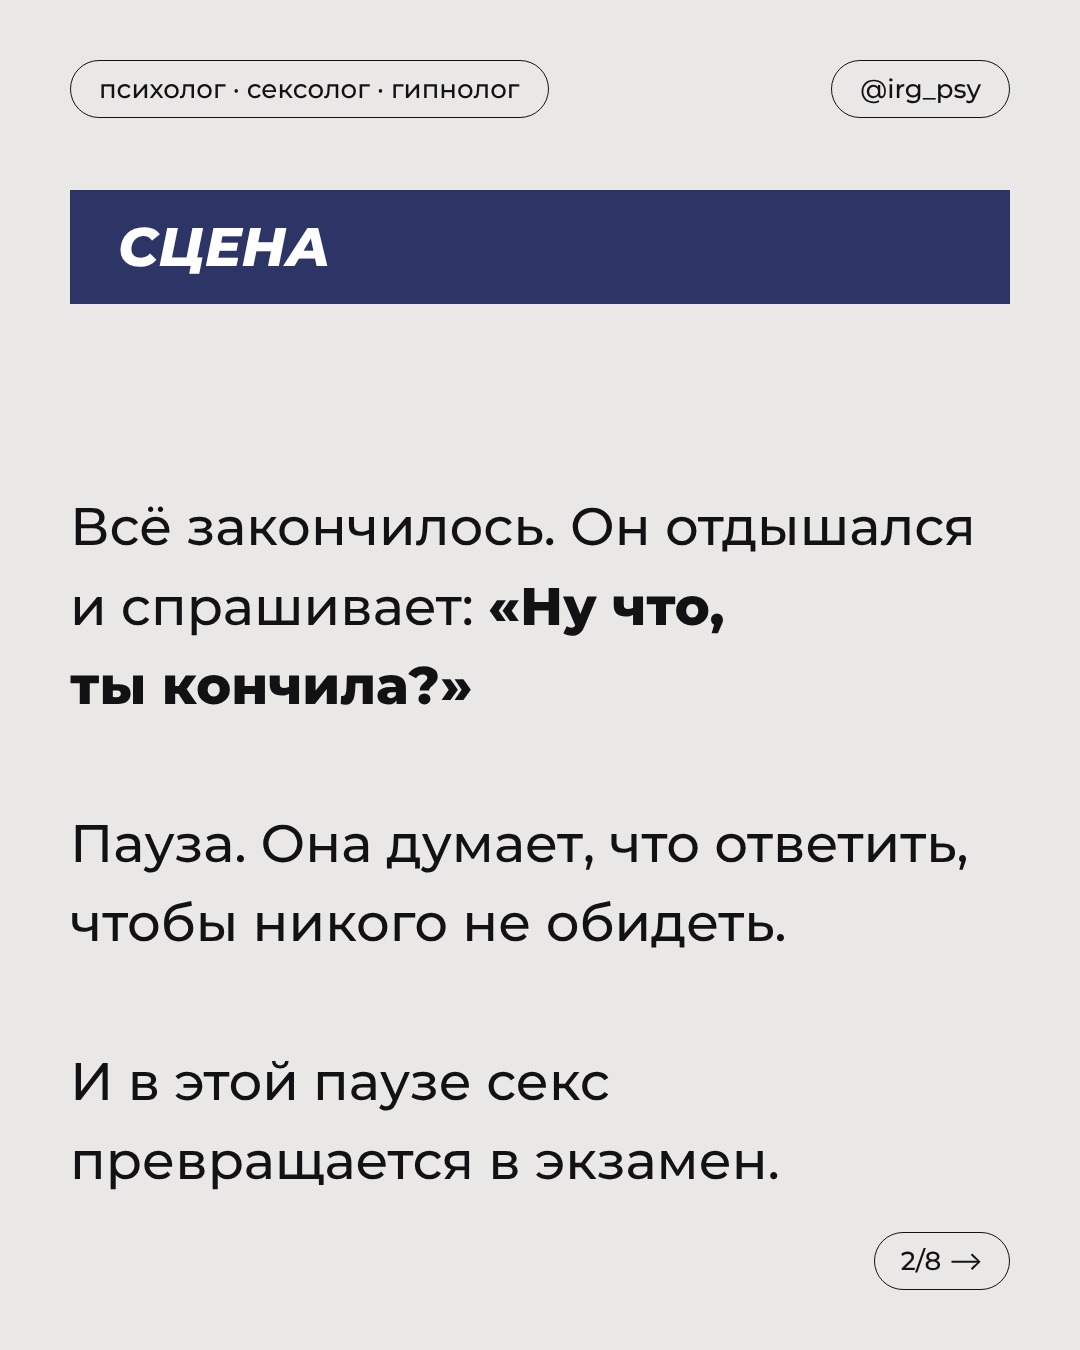 психолог · сексолог · гипнолог
@irg_psy
СЦЕНА
Всё закончилось. Он отдышался
и спрашивает: «Ну что,
ты кончила?»
Пауза. Она думает, что ответить,
чтобы никого не обидеть.
И в этой паузе секс
превращается в экзамен.
2/8 →